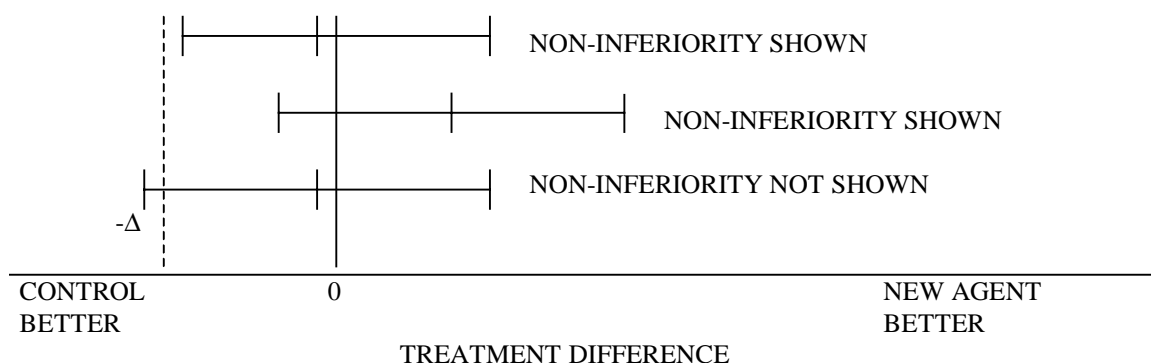 NON-INFERIORITY SHOWN
NON-INFERIORITY SHOWN
NON-INFERIORITY NOT SHOWN
-Δ
CONTROL
BETTER
0
NEW AGENT
BETTER
TREATMENT DIFFERENCE